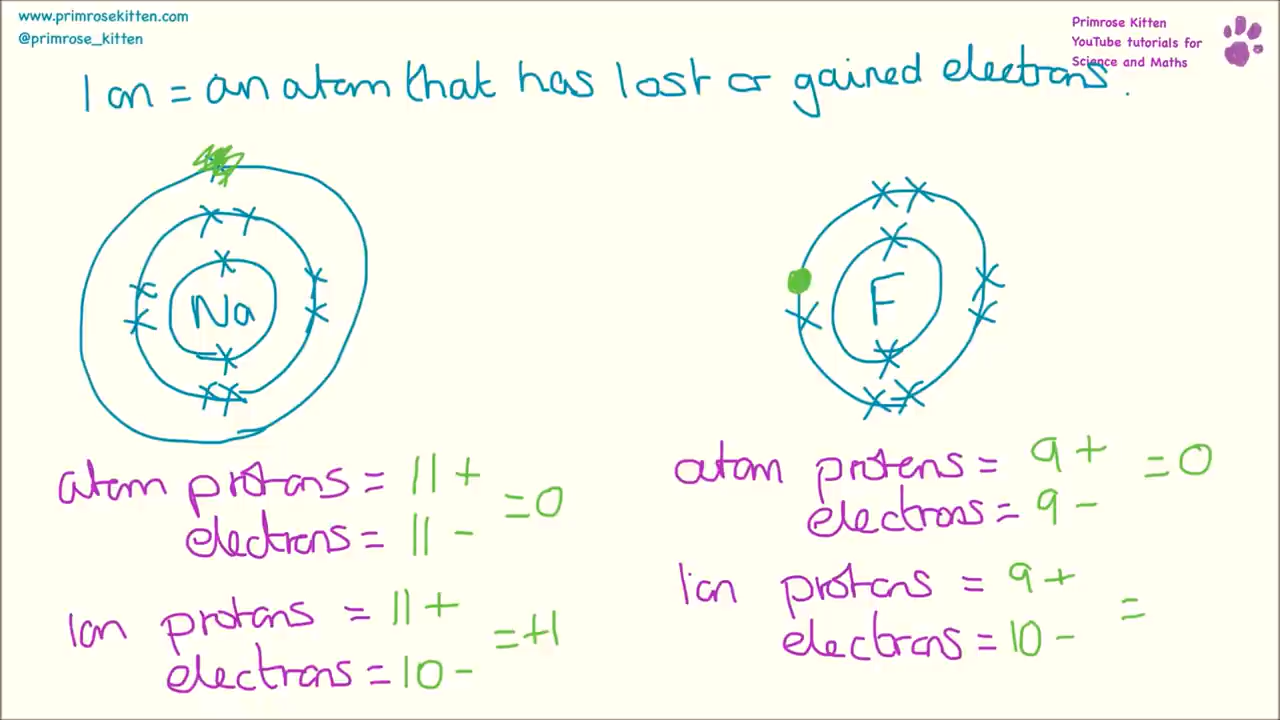 www.primrosekitten.com
@primrose_kitten
Primrose Kitten
YouTube tutorials for
Science and Maths
Ion = an atom that has lost or gained electrons.
Na
F
atom protons = 11 +
electrons = 11 -
= 0
Ion protons = 11 +
electrons = 10 -
= +1
atom protons = 9 +
electrons = 9 -
= 0
Ion protons = 9 +
electrons = 10 -
=